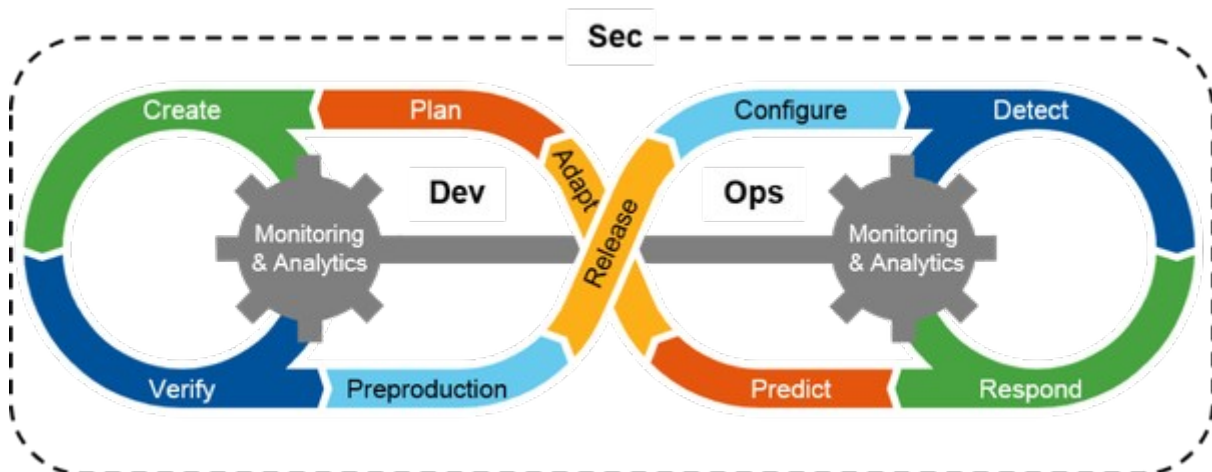 Sec
Create
Plan
Configure
Detect
Adapt
Dev
Ops
Release
Monitoring
& Analytics
Monitoring
& Analytics
Verify
Preproduction
Predict
Respond